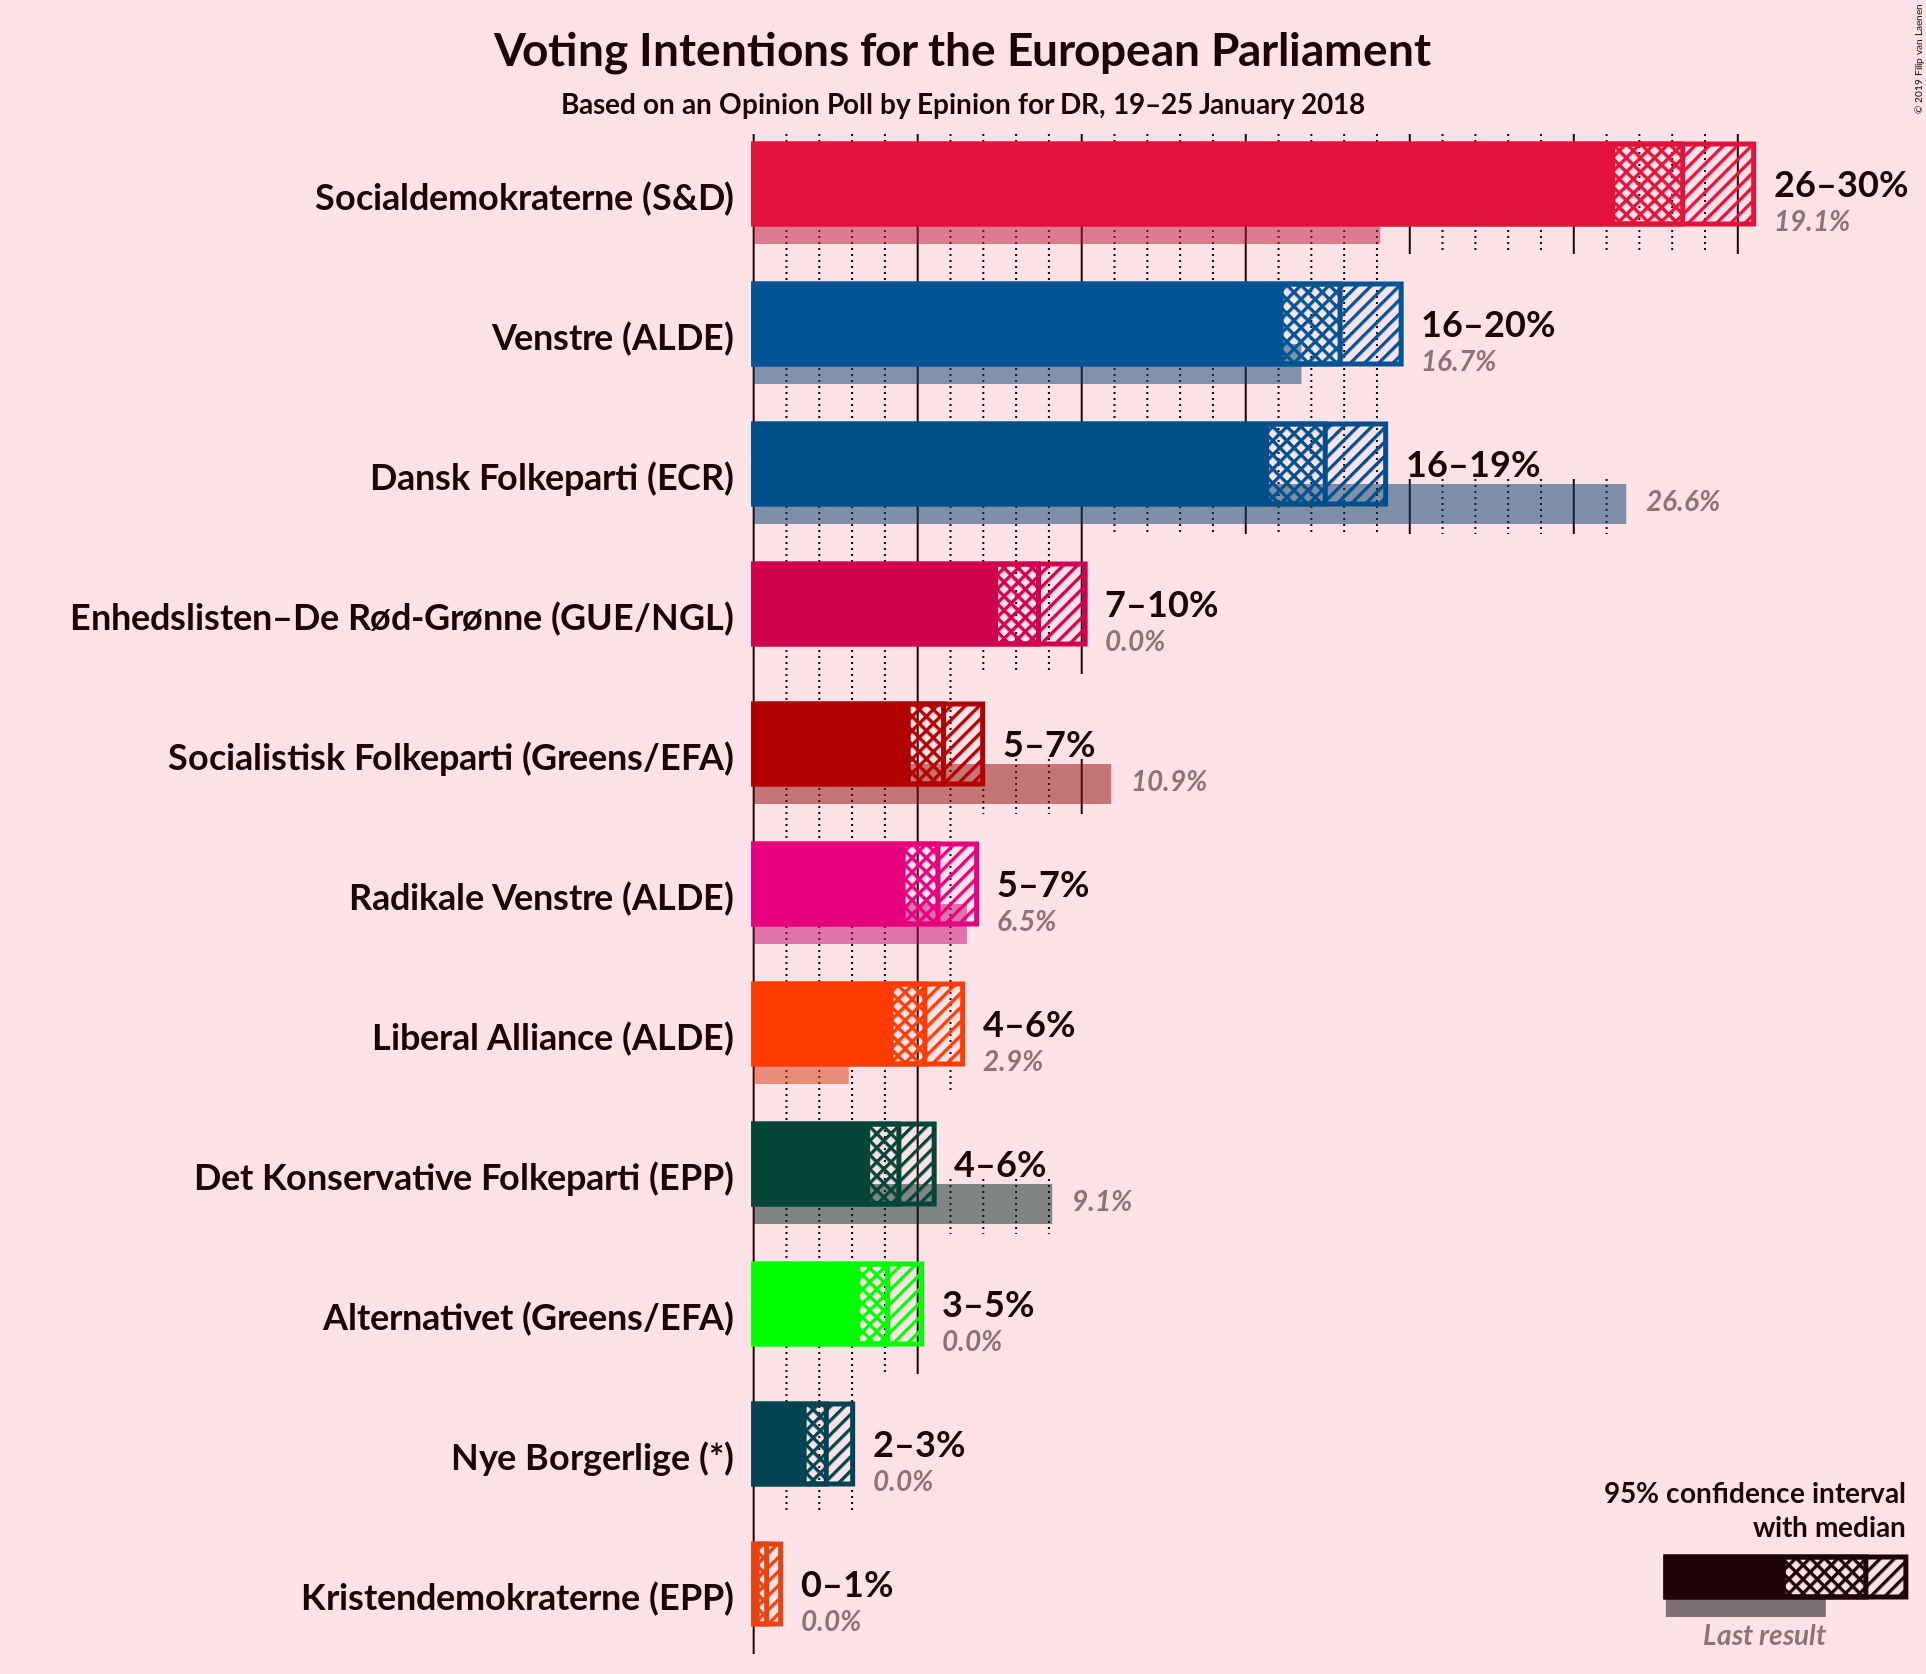 Voting Intentions for the European Parliament
Based on an Opinion Poll by Epinion for DR, 19–25 January 2018
© 2019 Filip van Laenen
Socialdemokraterne (S&D)
26–30%
19.1%
Venstre (ALDE)
16–20%
16.7%
Dansk Folkeparti (ECR)
16–19%
26.6%
Enhedslisten–De Rød-Grønne (GUE/NGL)
7–10%
0.0%
Socialistisk Folkeparti (Greens/EFA)
5–7%
10.9%
Radikale Venstre (ALDE)
5–7%
6.5%
Liberal Alliance (ALDE)
4–6%
2.9%
Det Konservative Folkeparti (EPP)
4–6%
9.1%
Alternativet (Greens/EFA)
3–5%
0.0%
Nye Borgerlige (*)
2–3%
0.0%
Kristendemokraterne (EPP)
0–1%
0.0%
95% confidence interval
with median
Last result